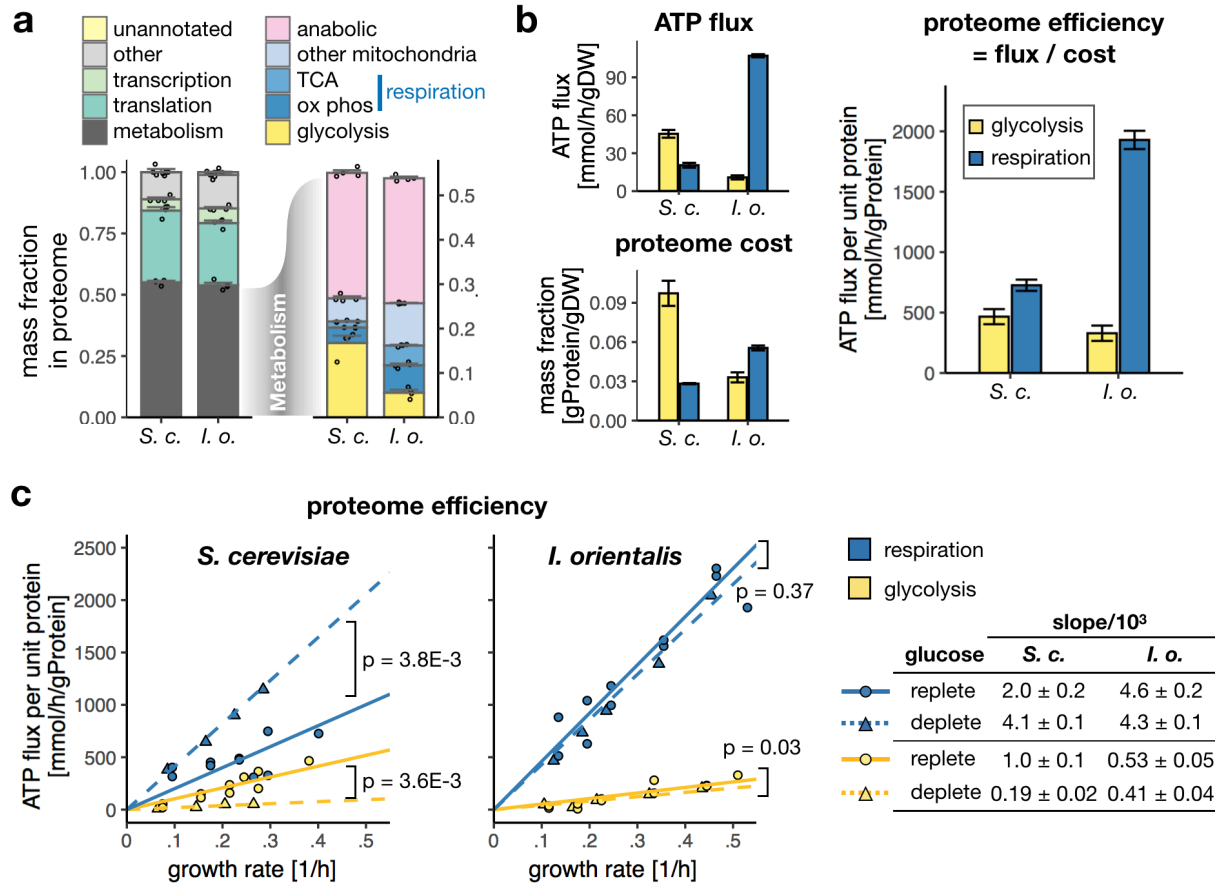 a
unannotated
other
transcription
translation
metabolism
anabolic
other mitochondria
TCA
ox phos
glycolysis
respiration
mass fraction
in proteome
1.00
0.75
0.50
0.25
0.00
Metabolism
0.5
0.4
0.3
0.2
0.1
0.0
S. c.
I. o.
S. c.
I. o.
b
ATP flux
ATP flux
[mmol/h/gDW]
90
60
30
0
S. c.
I. o.
proteome cost
mass fraction
[gProtein/gDW]
0.09
0.06
0.03
0.00
S. c.
I. o.
proteome efficiency
= flux / cost
ATP flux per unit protein
[mmol/h/gProtein]
2000
1500
1000
500
0
glycolysis
respiration
S. c.
I. o.
c
proteome efficiency
ATP flux per unit protein
[mmol/h/gProtein]
2500
2000
1500
1000
500
0
S. cerevisiae
p = 3.8E-3
p = 3.6E-3
0 .1 .2 .3 .4 .5
growth rate [1/h]
I. orientalis
p = 0.37
p = 0.03
0 .1 .2 .3 .4 .5
growth rate [1/h]
respiration
glycolysis
slope/10³
glucose S. c. I. o.
replete 2.0 ± 0.2 4.6 ± 0.2
deplete 4.1 ± 0.1 4.3 ± 0.1
replete 1.0 ± 0.1 0.53 ± 0.05
deplete 0.19 ± 0.02 0.41 ± 0.04